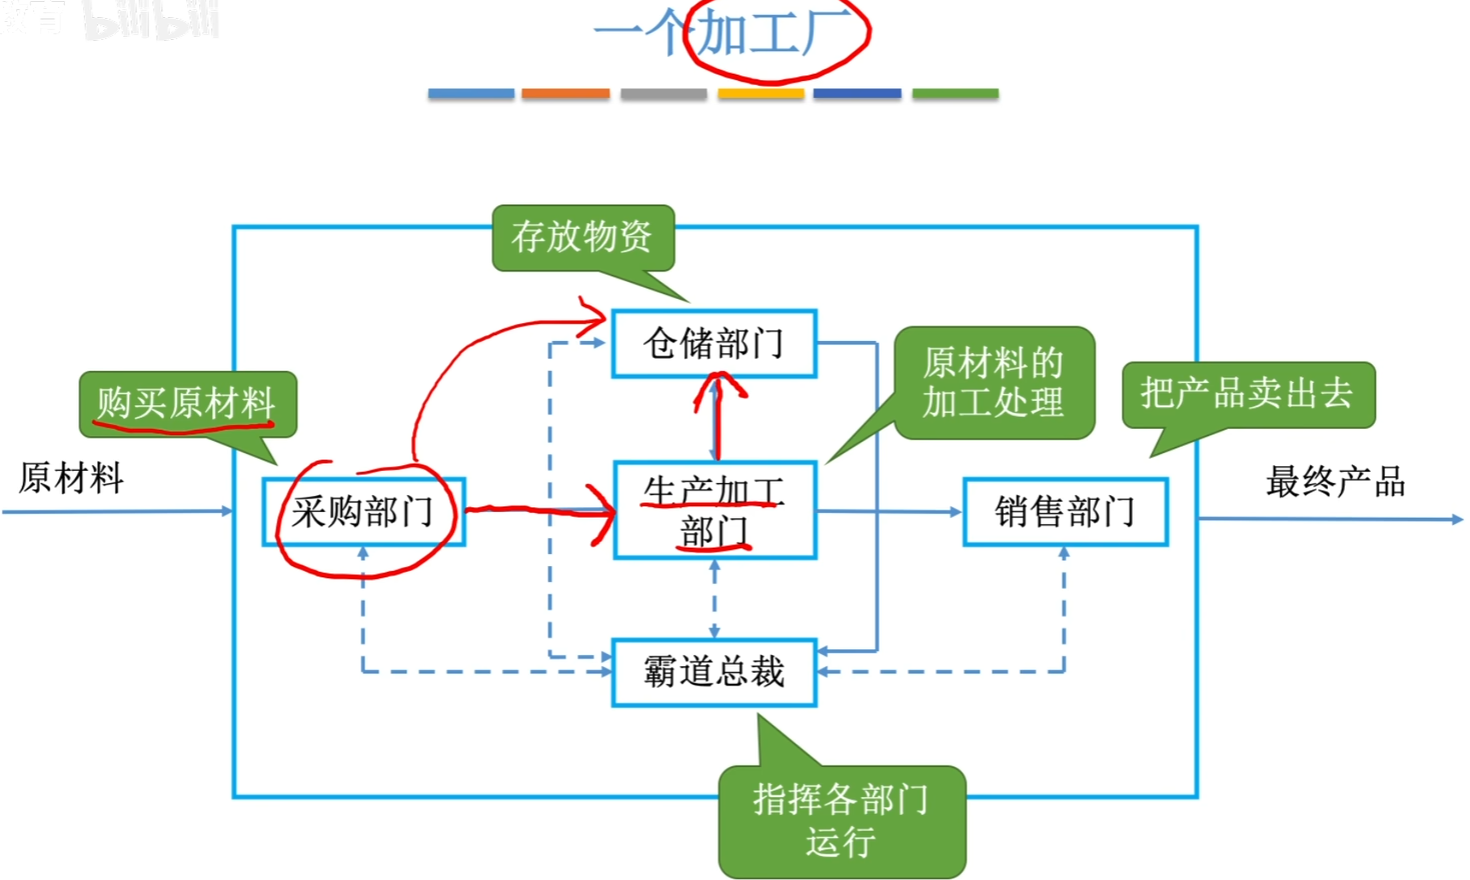 教育 bilibili
一个加工厂
存放物资
仓储部门
原材料的
加工处理
购买原材料
把产品卖出去
原材料
采购部门
生产加工
部门
销售部门
最终产品
霸道总裁
指挥各部门
运行